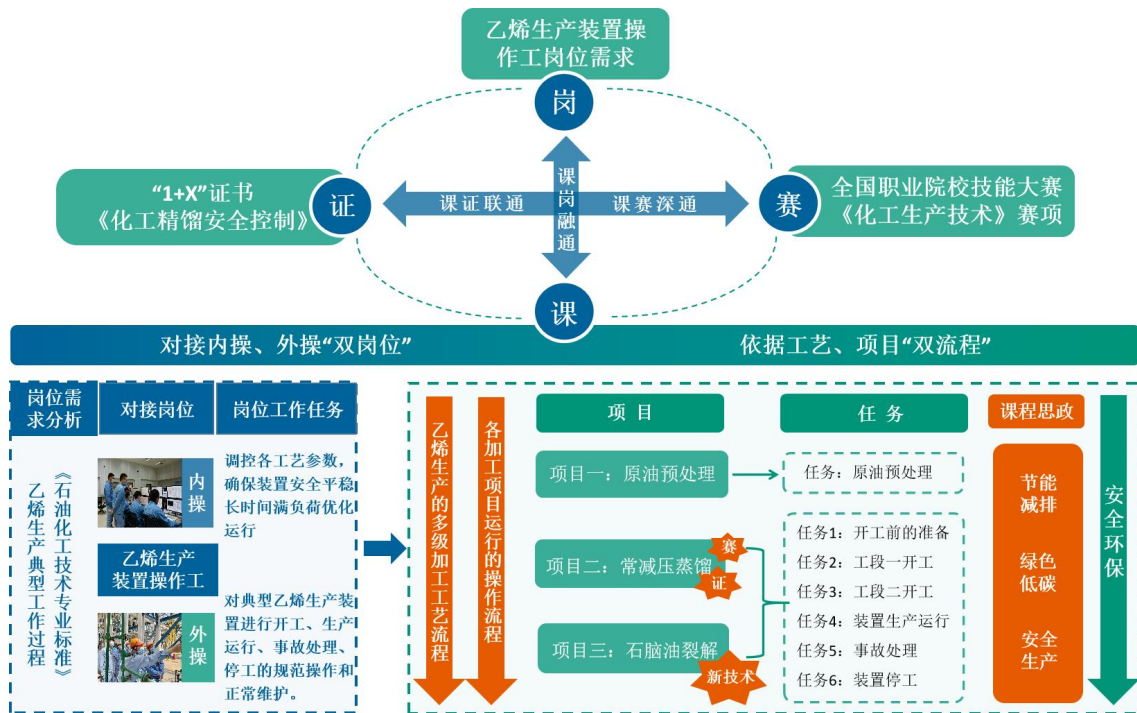 乙烯生产装置操
作工岗位需求
岗
“1+X”证书
《化工精馏安全控制》
证
课证联通
课岗融通
课赛深通
赛
全国职业院校技能大赛
《化工生产技术》赛项
课
对接内操、外操“双岗位”
依据工艺、项目“双流程”
岗位需
求分析
对接岗位
岗位工作任务
《石油化工技术专业标准》
乙烯生产典型工作过程
内操
调控各工艺参数，
确保装置安全平稳
长时间满负荷优化
运行
乙烯生产
装置操作工
外操
对典型乙烯生产装
置进行开工、生产
运行、事故处理、
停工的规范操作和
正常维护。
乙烯生产的多级加工工艺流程
各加工项目运行的操作流程
项目
任务
课程思政
项目一：原油预处理
任务：原油预处理
项目二：常减压蒸馏
赛
证
项目三：石脑油裂解
新技术
任务1：开工前的准备
任务2：工段一开工
任务3：工段二开工
任务4：装置生产运行
任务5：事故处理
任务6：装置停工
节能
减排
绿色
低碳
安全
生产
安全环保